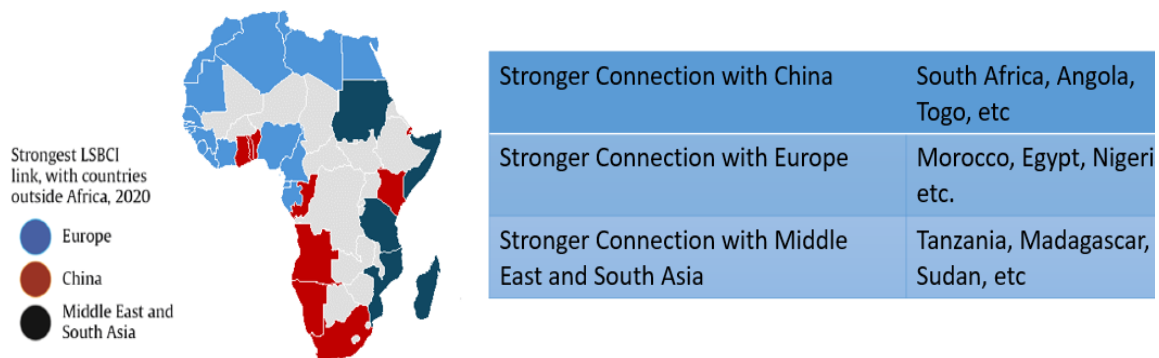 Strongest LSBCI
link, with countries
outside Africa, 2020
Europe
China
Middle East and
South Asia
Stronger Connection with China
South Africa, Angola,
Togo, etc
Stronger Connection with Europe
Morocco, Egypt, Nigeri
etc.
Stronger Connection with Middle
East and South Asia
Tanzania, Madagascar,
Sudan, etc